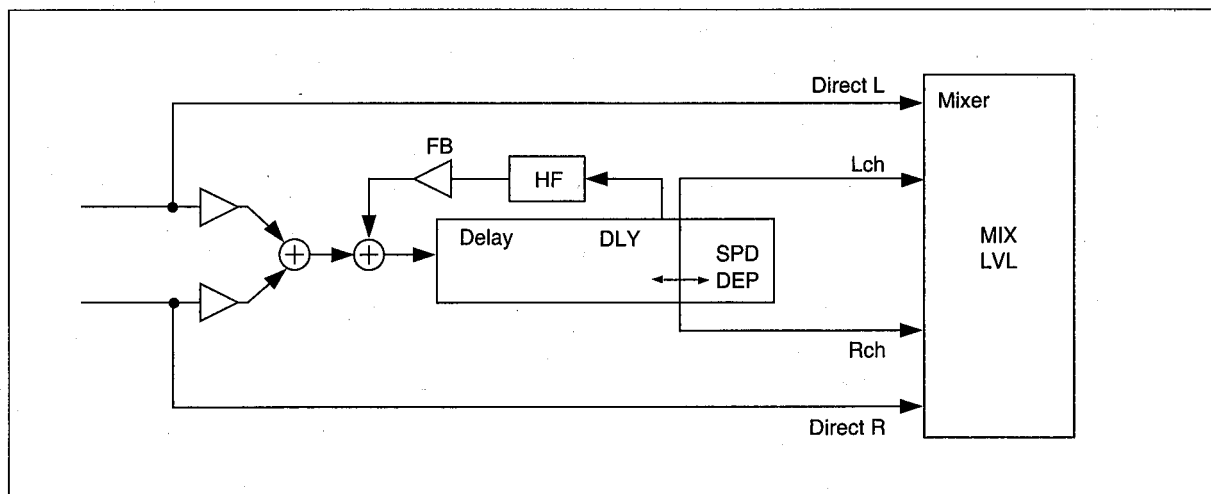 Direct L
Mixer
FB
HF
Lch
Delay
DLY
SPD
DEP
MIX
LVL
Rch
Direct R